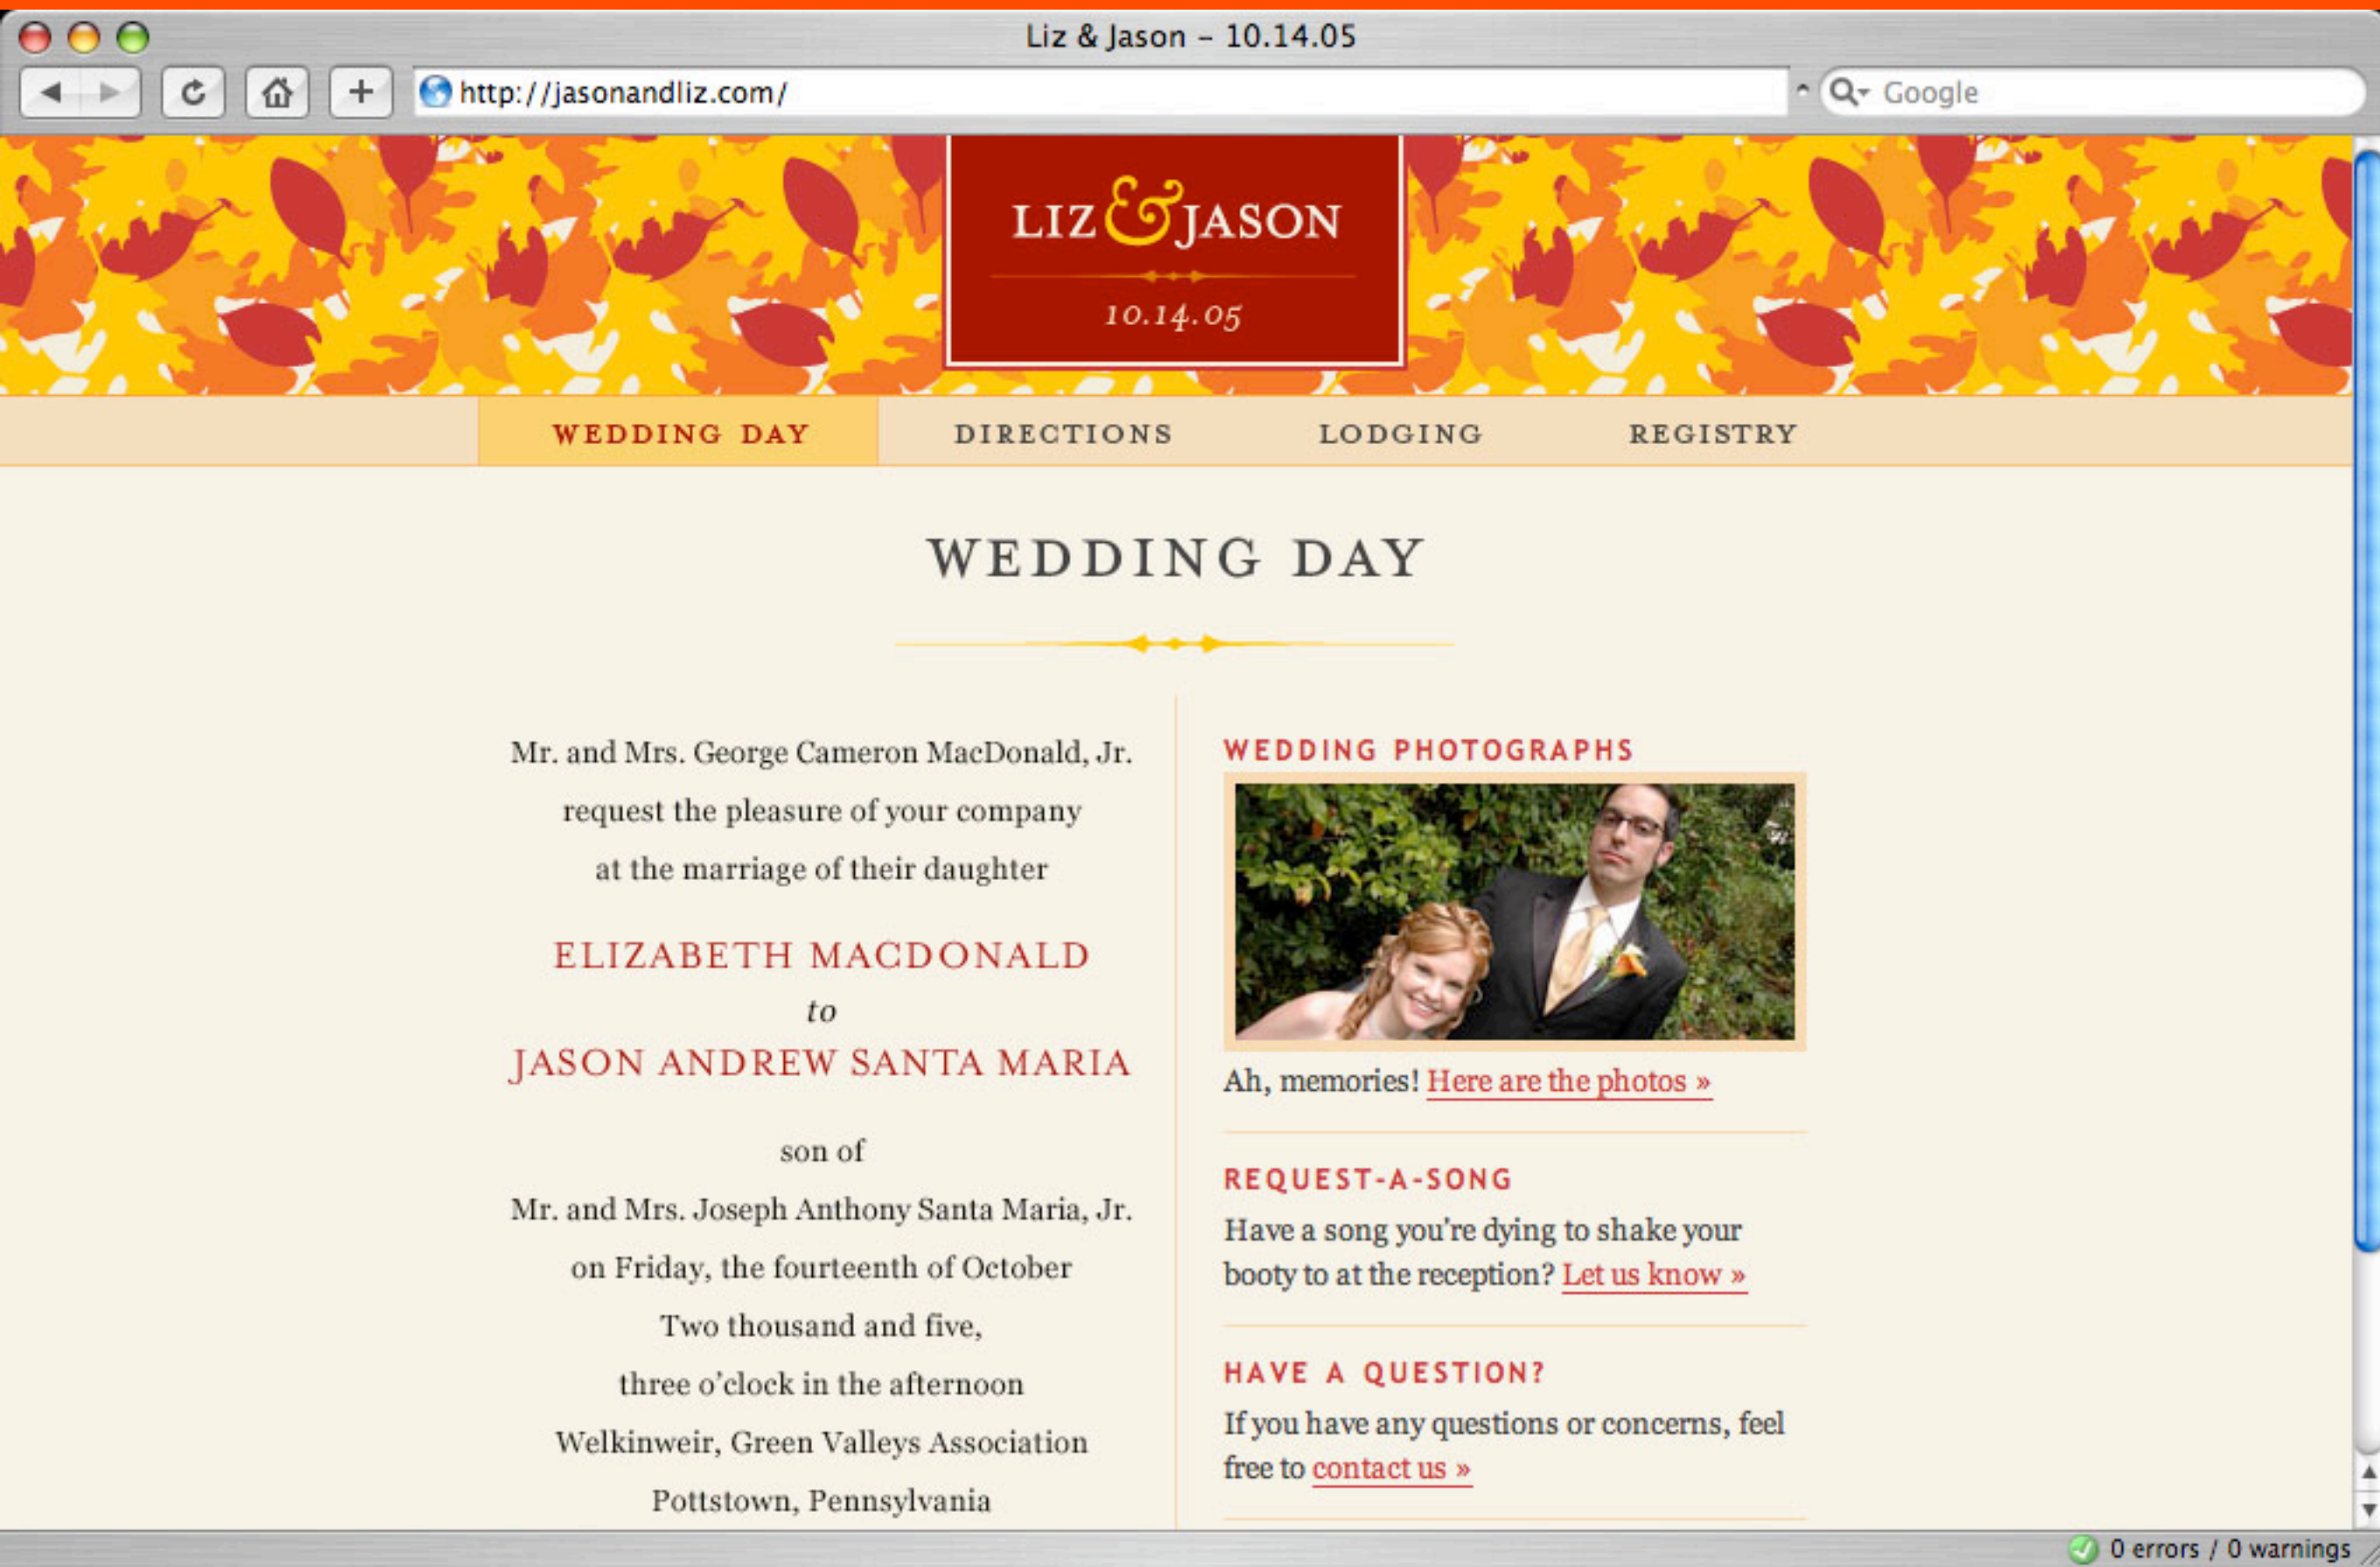 Liz & Jason – 10.14.05
http://jasonandliz.com/
Google
LIZ & JASON
10.14.05
WEDDING DAY
DIRECTIONS
LODGING
REGISTRY
WEDDING DAY
Mr. and Mrs. George Cameron MacDonald, Jr.
request the pleasure of your company
at the marriage of their daughter
ELIZABETH MACDONALD
to
JASON ANDREW SANTA MARIA
son of
Mr. and Mrs. Joseph Anthony Santa Maria, Jr.
on Friday, the fourteenth of October
Two thousand and five,
three o’clock in the afternoon
Welkinweir, Green Valleys Association
Pottstown, Pennsylvania
WEDDING PHOTOGRAPHS
Ah, memories! Here are the photos »
REQUEST-A-SONG
Have a song you're dying to shake your
booty to at the reception? Let us know »
HAVE A QUESTION?
If you have any questions or concerns, feel
free to contact us »
0 errors / 0 warnings